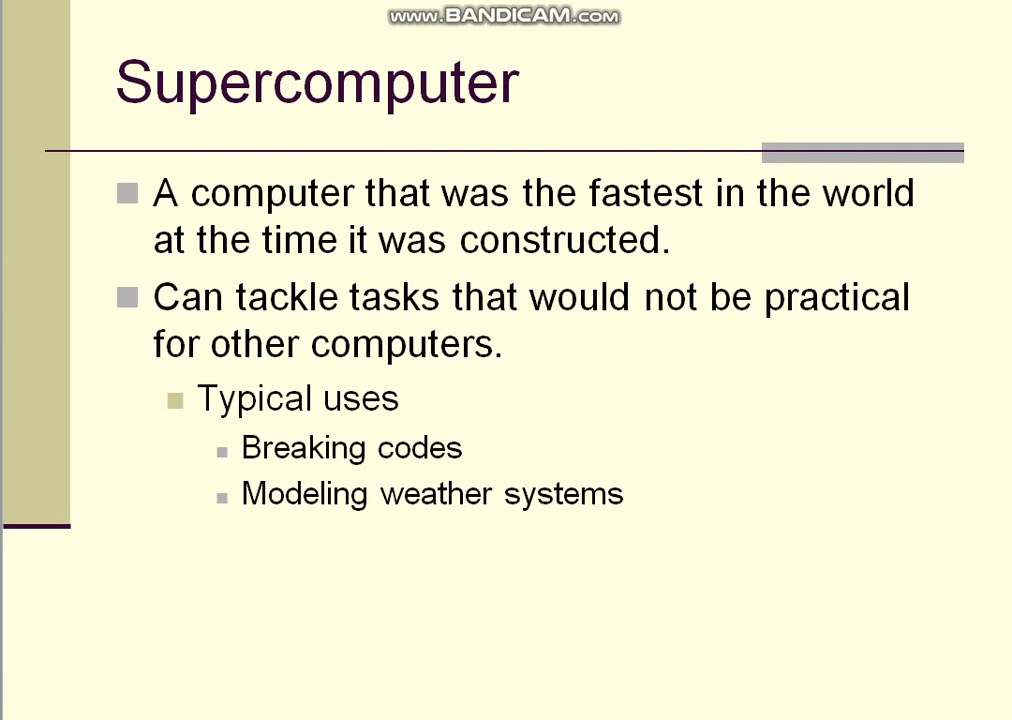 www.BANDICAM.com
Supercomputer
A computer that was the fastest in the world
at the time it was constructed.
Can tackle tasks that would not be practical
for other computers.
Typical uses
Breaking codes
Modeling weather systems